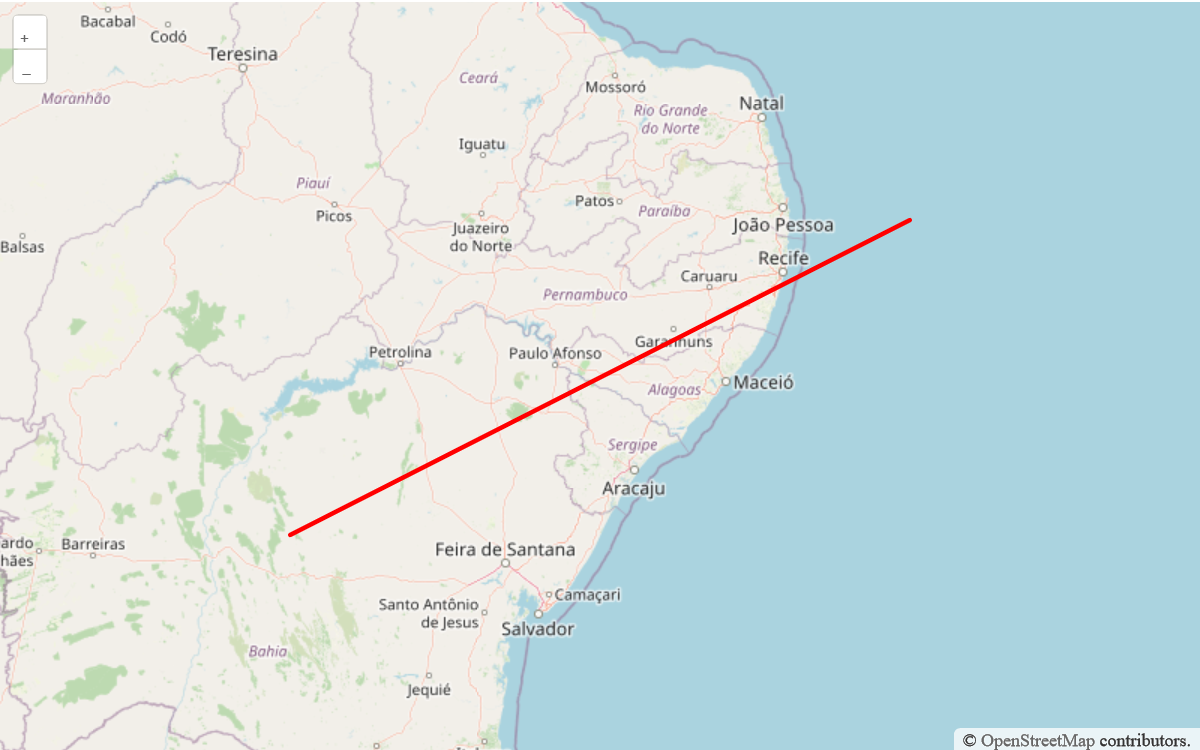 Bacabal
Codó
+
Teresina
–
Ceará
Mossoró
Maranhão
Natal
Rio Grande
do Norte
Iguatu
Piauí
Patos
Paraíba
Picos
Juazeiro
do Norte
João Pessoa
Balsas
Recife
Caruaru
Pernambuco
Garanhuns
Petrolina
Paulo Afonso
Alagoas
Maceió
Sergipe
Aracaju
ardo
hães
Barreiras
Feira de Santana
Camaçari
Santo Antônio
de Jesus
Salvador
Bahia
Jequié
© OpenStreetMap contributors.